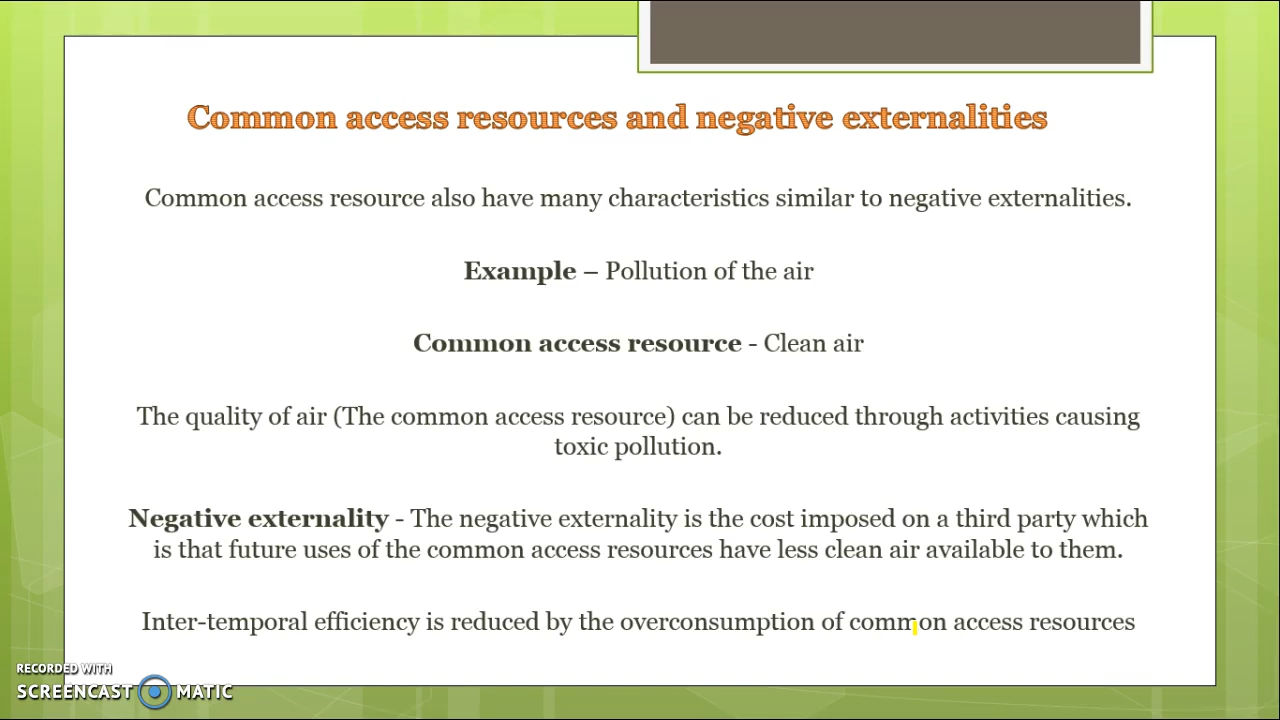 Common access resources and negative externalities
Common access resource also have many characteristics similar to negative externalities.
Example – Pollution of the air
Common access resource - Clean air
The quality of air (The common access resource) can be reduced through activities causing
toxic pollution.
Negative externality - The negative externality is the cost imposed on a third party which
is that future uses of the common access resources have less clean air available to them.
Inter-temporal efficiency is reduced by the overconsumption of common access resources
RECORDED WITH
SCREENCAST MATIC